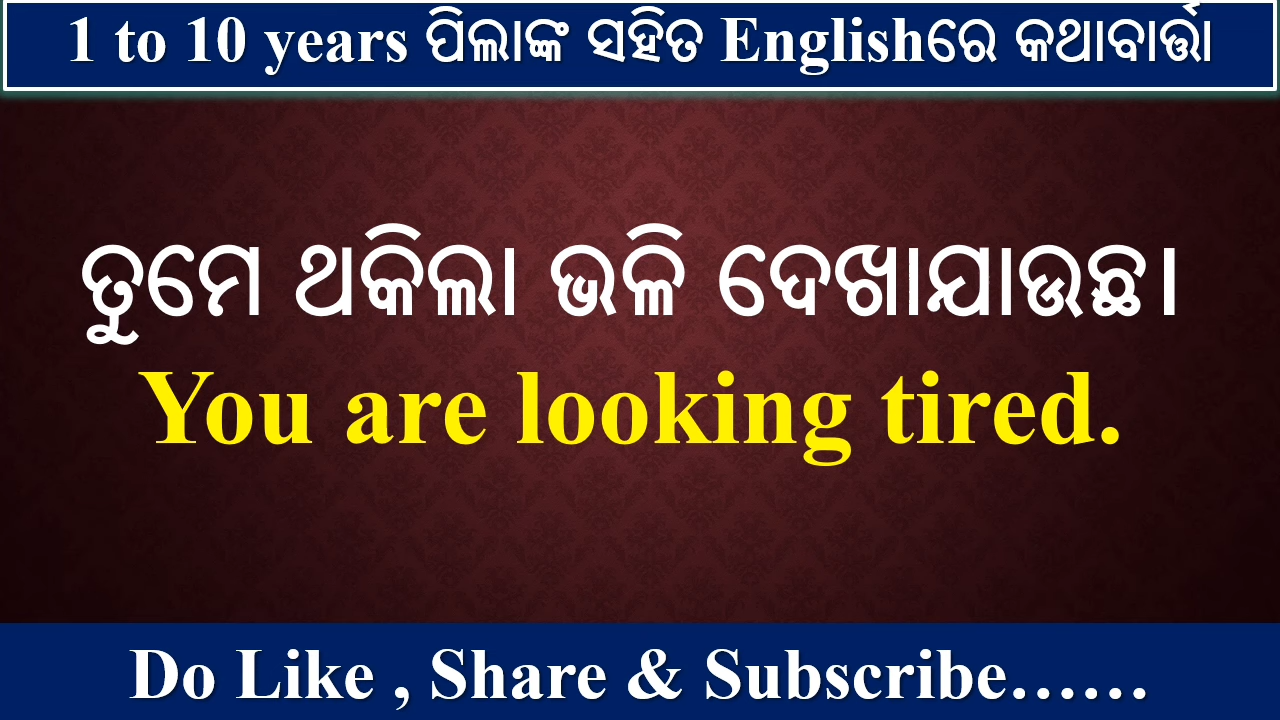 1 to 10 years ପିଲାଙ୍କ ସହିତ Englishରେ କଥାବାର୍ତ୍ତା
ତୁମେ ଥକିଲା ଭଳି ଦେଖାଯାଉଛ।
You are looking tired.
Do Like , Share & Subscribe......